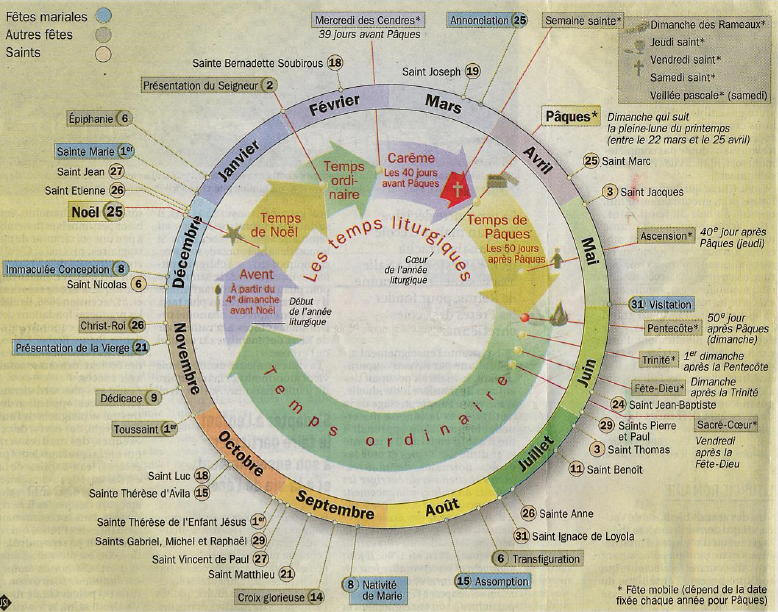 Fêtes mariales
Autres fêtes
Saints
Mercredi des Cendres*
39 jours avant Pâques
Annonciation 25
Semaine sainte*
Dimanche des Rameaux*
Jeudi saint*
Vendredi saint*
Samedi saint*
Veillée pascale* (samedi)
Sainte Bernadette Soubirous 18
Saint Joseph 19
Présentation du Seigneur 2
Épiphanie 6
Sainte Marie 1er
Saint Jean 27
Saint Etienne 26
Noël 25
Immaculée Conception 8
Saint Nicolas 6
Christ-Roi 26
Présentation de la Vierge 21
Dédicace 9
Toussaint 1er
Saint Luc 18
Sainte Thérèse d'Avila 15
Sainte Thérèse de l'Enfant Jésus 1er
Saints Gabriel, Michel et Raphaël 29
Saint Vincent de Paul 27
Saint Matthieu 21
Croix glorieuse 14
8 Nativité
de Marie
15 Assomption
6 Transfiguration
31 Saint Ignace de Loyola
26 Sainte Anne
11 Saint Benoît
3 Saint Thomas
29 Saints Pierre
et Paul
24 Saint Jean-Baptiste
Sacré-Cœur*
Vendredi
après la
Fête-Dieu
Fête-Dieu*
Dimanche
après la Trinité
Trinité*
1er dimanche
après la Pentecôte
Pentecôte*
50e jour
après Pâques
(dimanche)
31 Visitation
Ascension*
40e jour après
Pâques (jeudi)
3 Saint Jacques
25 Saint Marc
Pâques*
Dimanche qui suit
la pleine-lune du printemps
(entre le 22 mars et le 25 avril)
Janvier
Février
Mars
Avril
Mai
Juin
Juillet
Août
Septembre
Octobre
Novembre
Décembre
Les temps liturgiques
Avent
À partir du
4e dimanche
avant Noël
Début
de l'année
liturgique
Temps
de Noël
Temps
ordi-
naire
Carême
Les 40 jours
avant Pâques
Cœur
de l'année
liturgique
Temps de
Pâques
Les 50 jours
après Pâques
Temps ordinaire
* Fête mobile (dépend de la date
fixée chaque année pour Pâques)